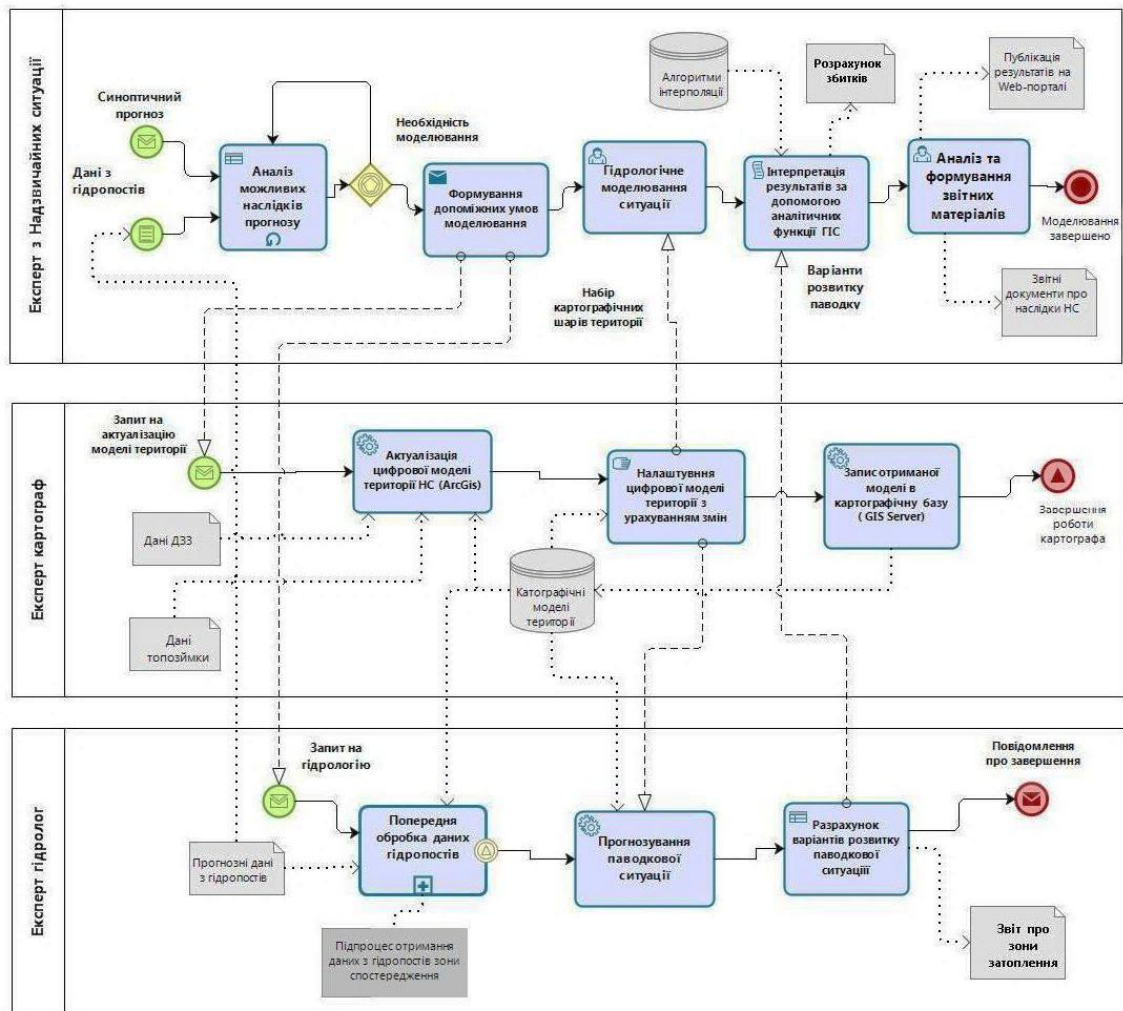 Експерт з Надзвичайних ситуації
Синоптичний
прогноз
Дані з
гідропостів
Аналіз
можливих
наслідків
прогнозу
Необхідність
моделювання
Формування
допоміжних умов
моделювання
Алгоритми
інтерполяції
Гідрологічне
моделювання
ситуації
Розрахунок
збитків
Інтерпретація
результатів за
допомогою
аналітичних
функції ГІС
Публікація
результатів на
Web-порталі
Аналіз та
формування
звітних
матеріалів
Моделювання
завершено
Набір
картографічних
шарів території
Варіанти
розвитку
паводку
Звітні
документи про
наслідки НС
Експерт картограф
Запит на
актуалізацію
моделі території
Актуалізація
цифрової моделі
території НС (ArcGis)
Налаштувння
цифрової моделі
території з
урахуванням змін
Запис отриманої
моделі в
картографічну базу
( GIS Server)
Завершення
роботи
картографа
Дані ДЗЗ
Катографічні
моделі
території
Дані
топозймки
Експерт гідролог
Запит на
гідрологію
Повідомлення
про завершення
Попередня
обробка даних
гідропостів
Прогнозування
паводкової
ситуації
Разрахунок
варіантів розвитку
паводкової
ситуаціїї
Прогнозні дані
з гідропостів
Підпроцес отримання
даних з гідропостів зони
спостередження
Звіт про
зони
затоплення